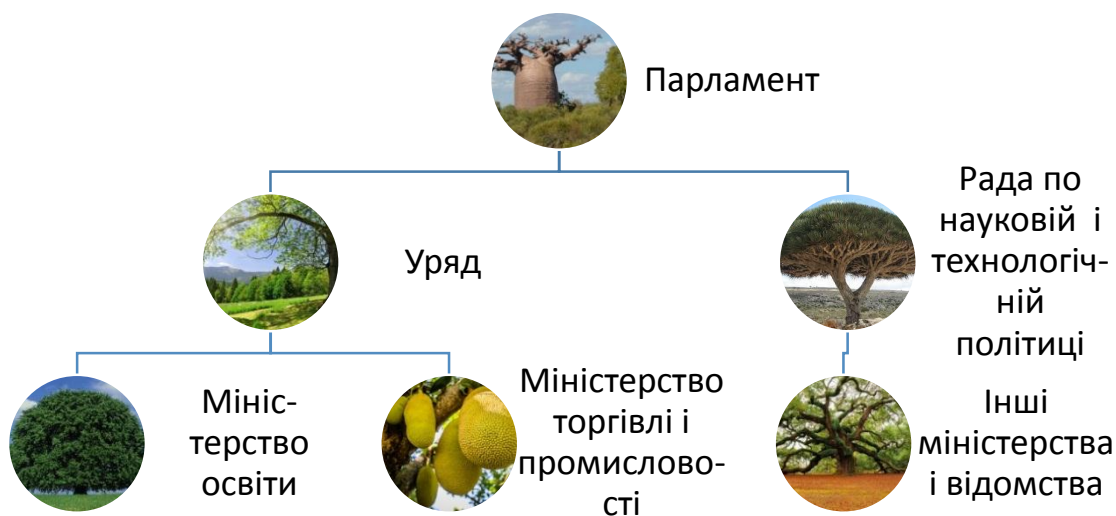 Парламент
Уряд
Рада по
науковій і
технологіч-
ній
політиці
Мініс-
терство
освіти
Міністерство
торгівлі і
промислово-
сті
Інші
міністерства
і відомства